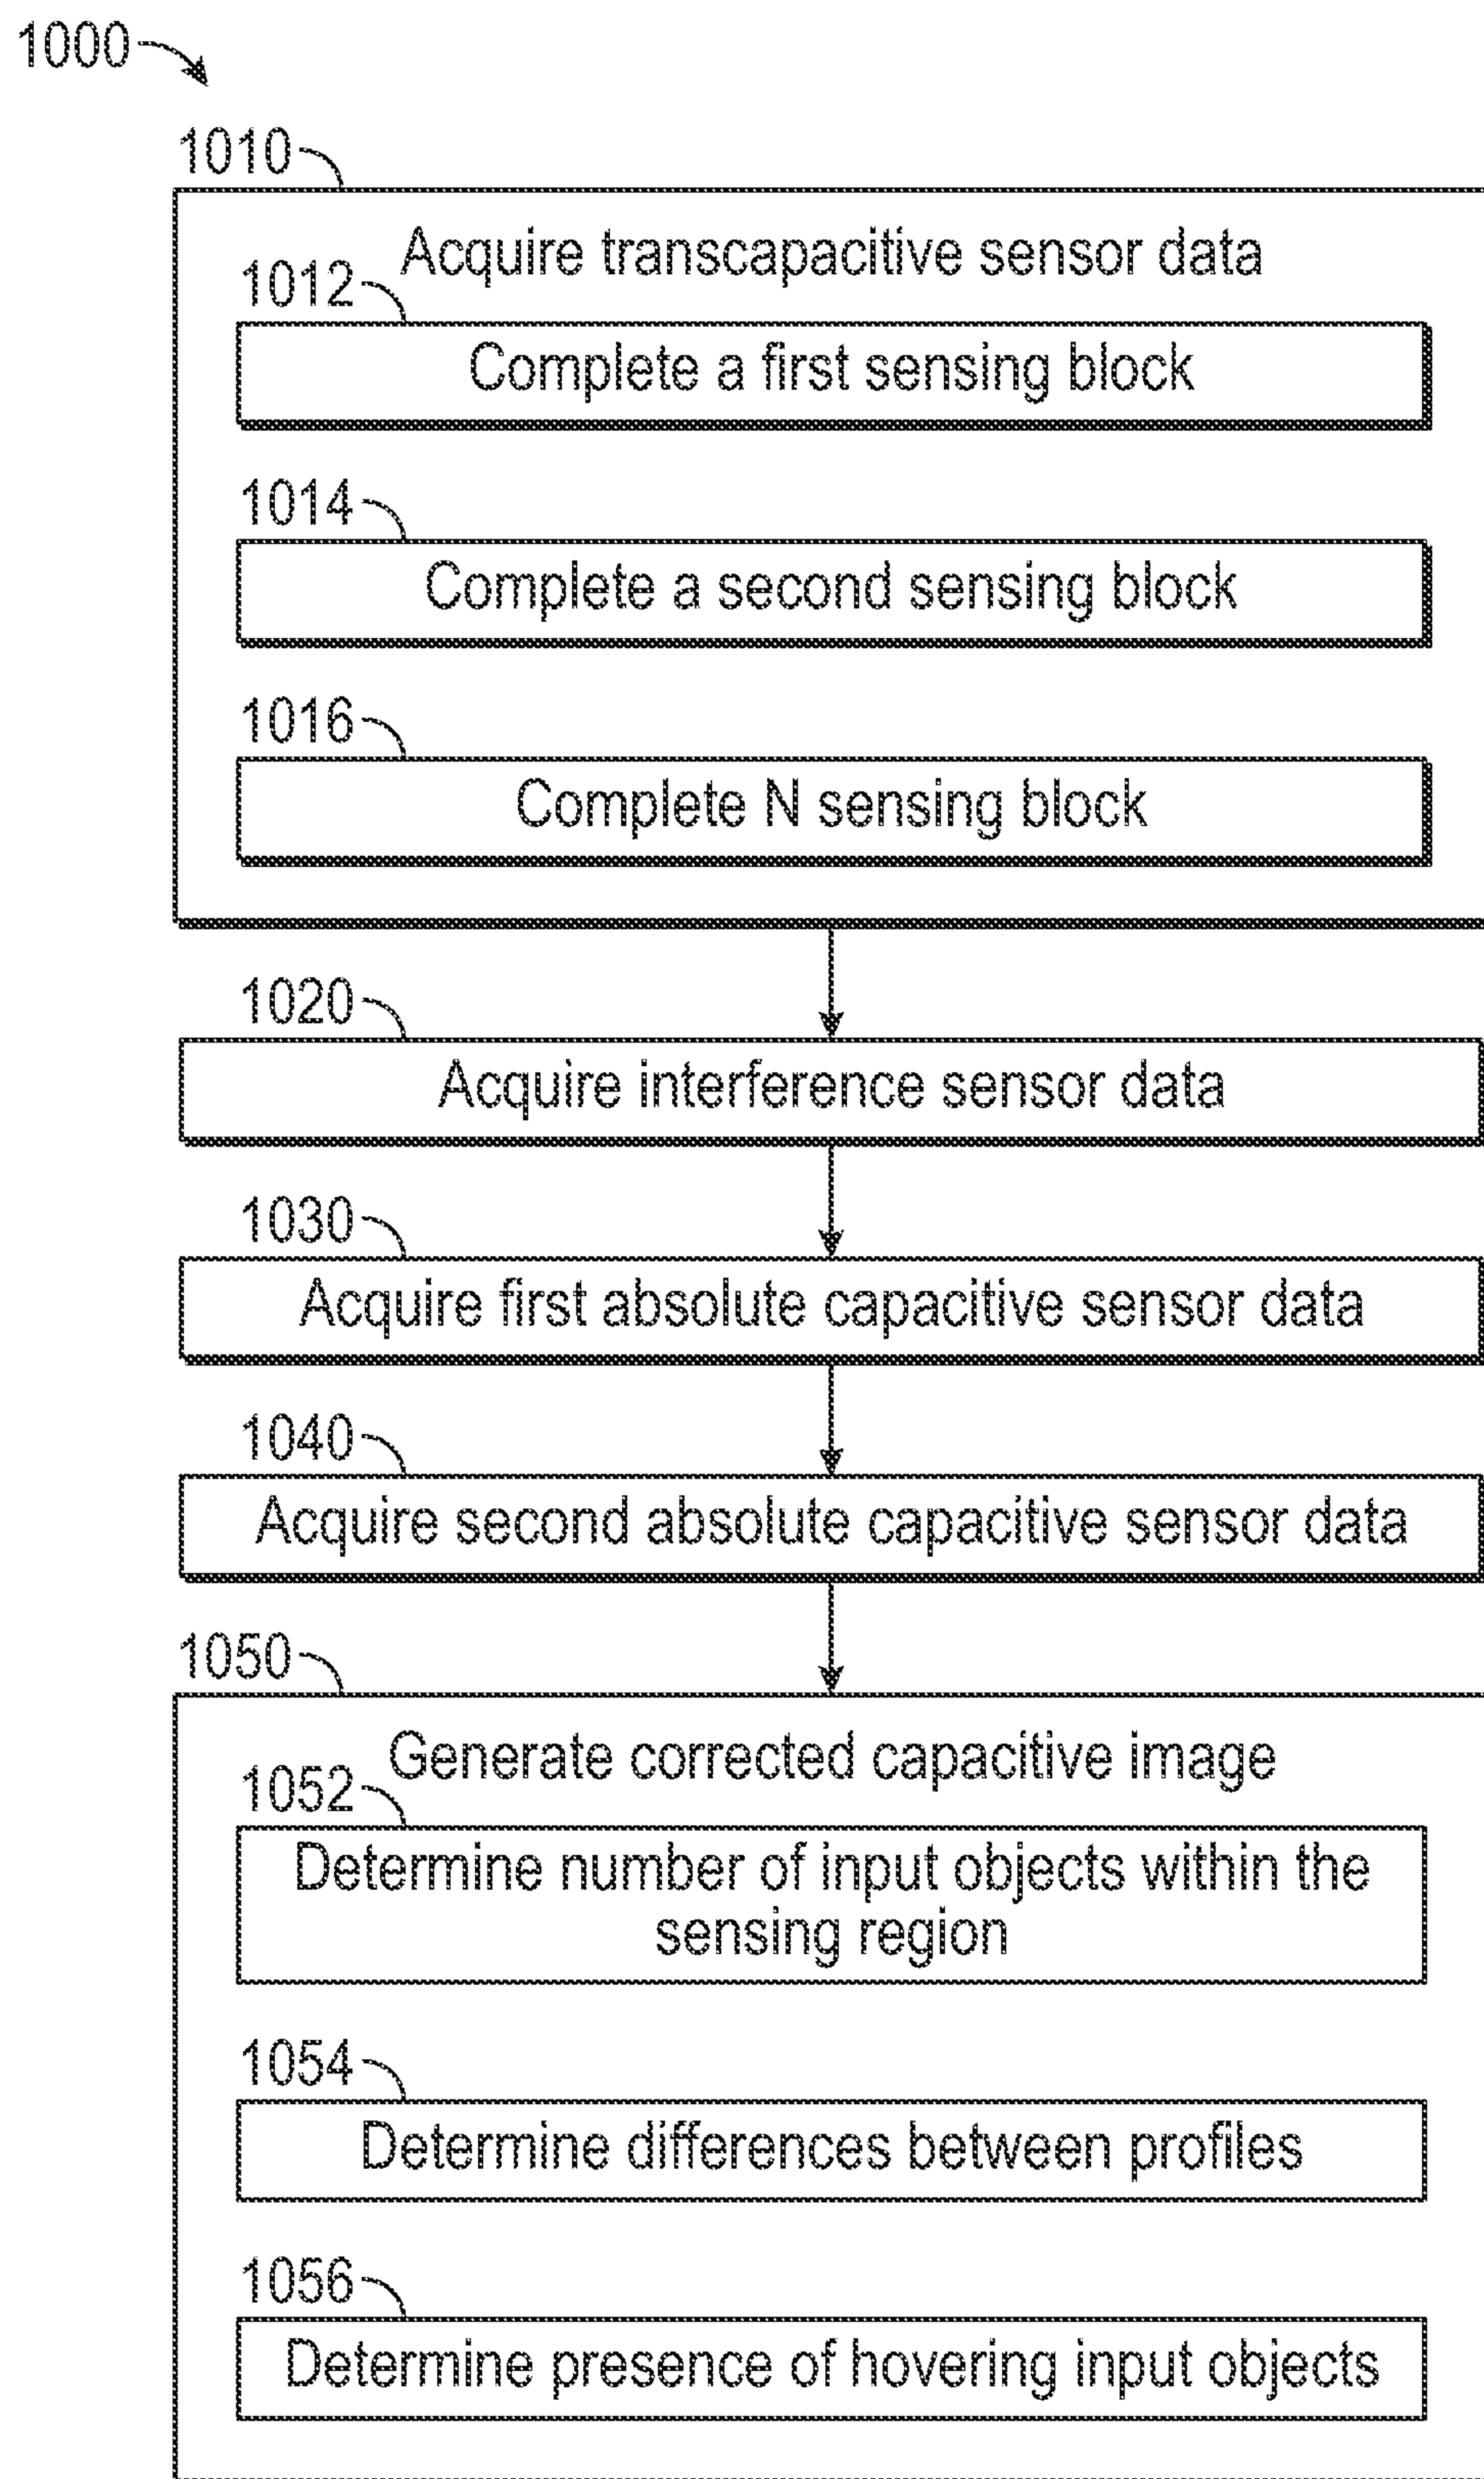 1000
1010
Acquire transcapacitive sensor data
1012
Complete a first sensing block
1014
Complete a second sensing block
1016
Complete N sensing block
1020
Acquire interference sensor data
1030
Acquire first absolute capacitive sensor data
1040
Acquire second absolute capacitive sensor data
1050
Generate corrected capacitive image
1052
Determine number of input objects within the
sensing region
1054
Determine differences between profiles
1056
Determine presence of hovering input objects